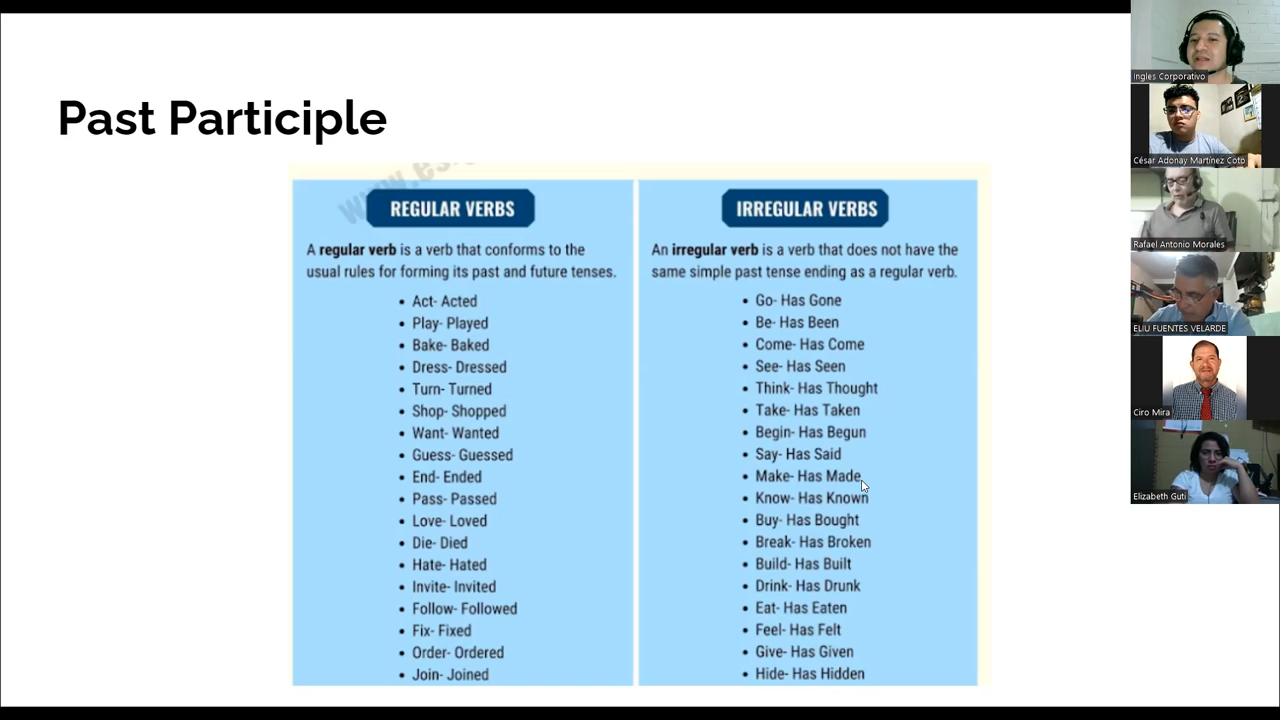 Past Participle
REGULAR VERBS
A regular verb is a verb that conforms to the
usual rules for forming its past and future tenses.
• Act- Acted
• Play- Played
• Bake- Baked
• Dress- Dressed
• Turn- Turned
• Shop- Shopped
• Want- Wanted
• Guess- Guessed
• End- Ended
• Pass- Passed
• Love- Loved
• Die- Died
• Hate- Hated
• Invite- Invited
• Follow- Followed
• Fix- Fixed
• Order- Ordered
• Join- Joined
IRREGULAR VERBS
An irregular verb is a verb that does not have the
same simple past tense ending as a regular verb.
• Go- Has Gone
• Be- Has Been
• Come- Has Come
• See- Has Seen
• Think- Has Thought
• Take- Has Taken
• Begin- Has Begun
• Say- Has Said
• Make- Has Made
• Know- Has Known
• Buy- Has Bought
• Break- Has Broken
• Build- Has Built
• Drink- Has Drunk
• Eat- Has Eaten
• Feel- Has Felt
• Give- Has Given
• Hide- Has Hidden
Ingles Corporativo
César Adonay Martínez Coto
Rafael Antonio Morales
ELIU FUENTES VELARDE
Ciro Mira
Elizabeth Guti